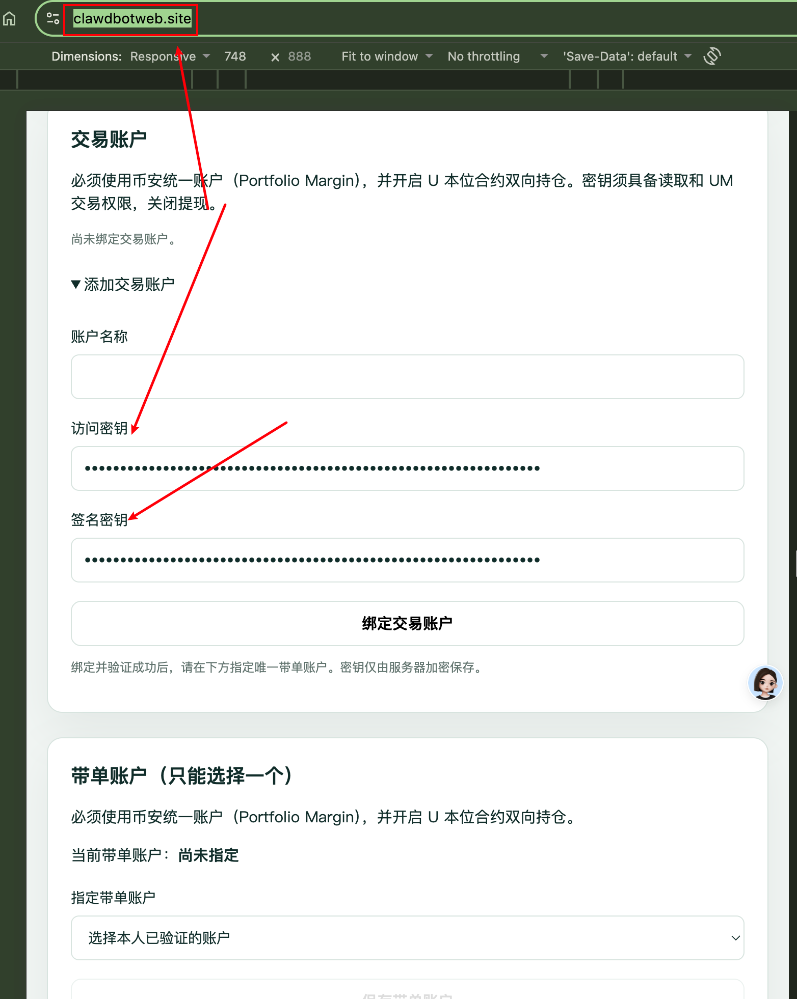 clawdbotweb.site
Dimensions: Responsive 748 × 888 Fit to window No throttling 'Save-Data': default
交易账户
必须使用币安统一账户（Portfolio Margin），并开启 U 本位合约双向持仓。密钥须具备读取和 UM
交易权限，关闭提现。
尚未绑定交易账户。
▼添加交易账户
账户名称
访问密钥
签名密钥
绑定交易账户
绑定并验证成功后，请在下方指定唯一带单账户。密钥仅由服务器加密保存。
带单账户（只能选择一个）
必须使用币安统一账户（Portfolio Margin），并开启 U 本位合约双向持仓。
当前带单账户：尚未指定
指定带单账户
选择本人已验证的账户
保存带单账户